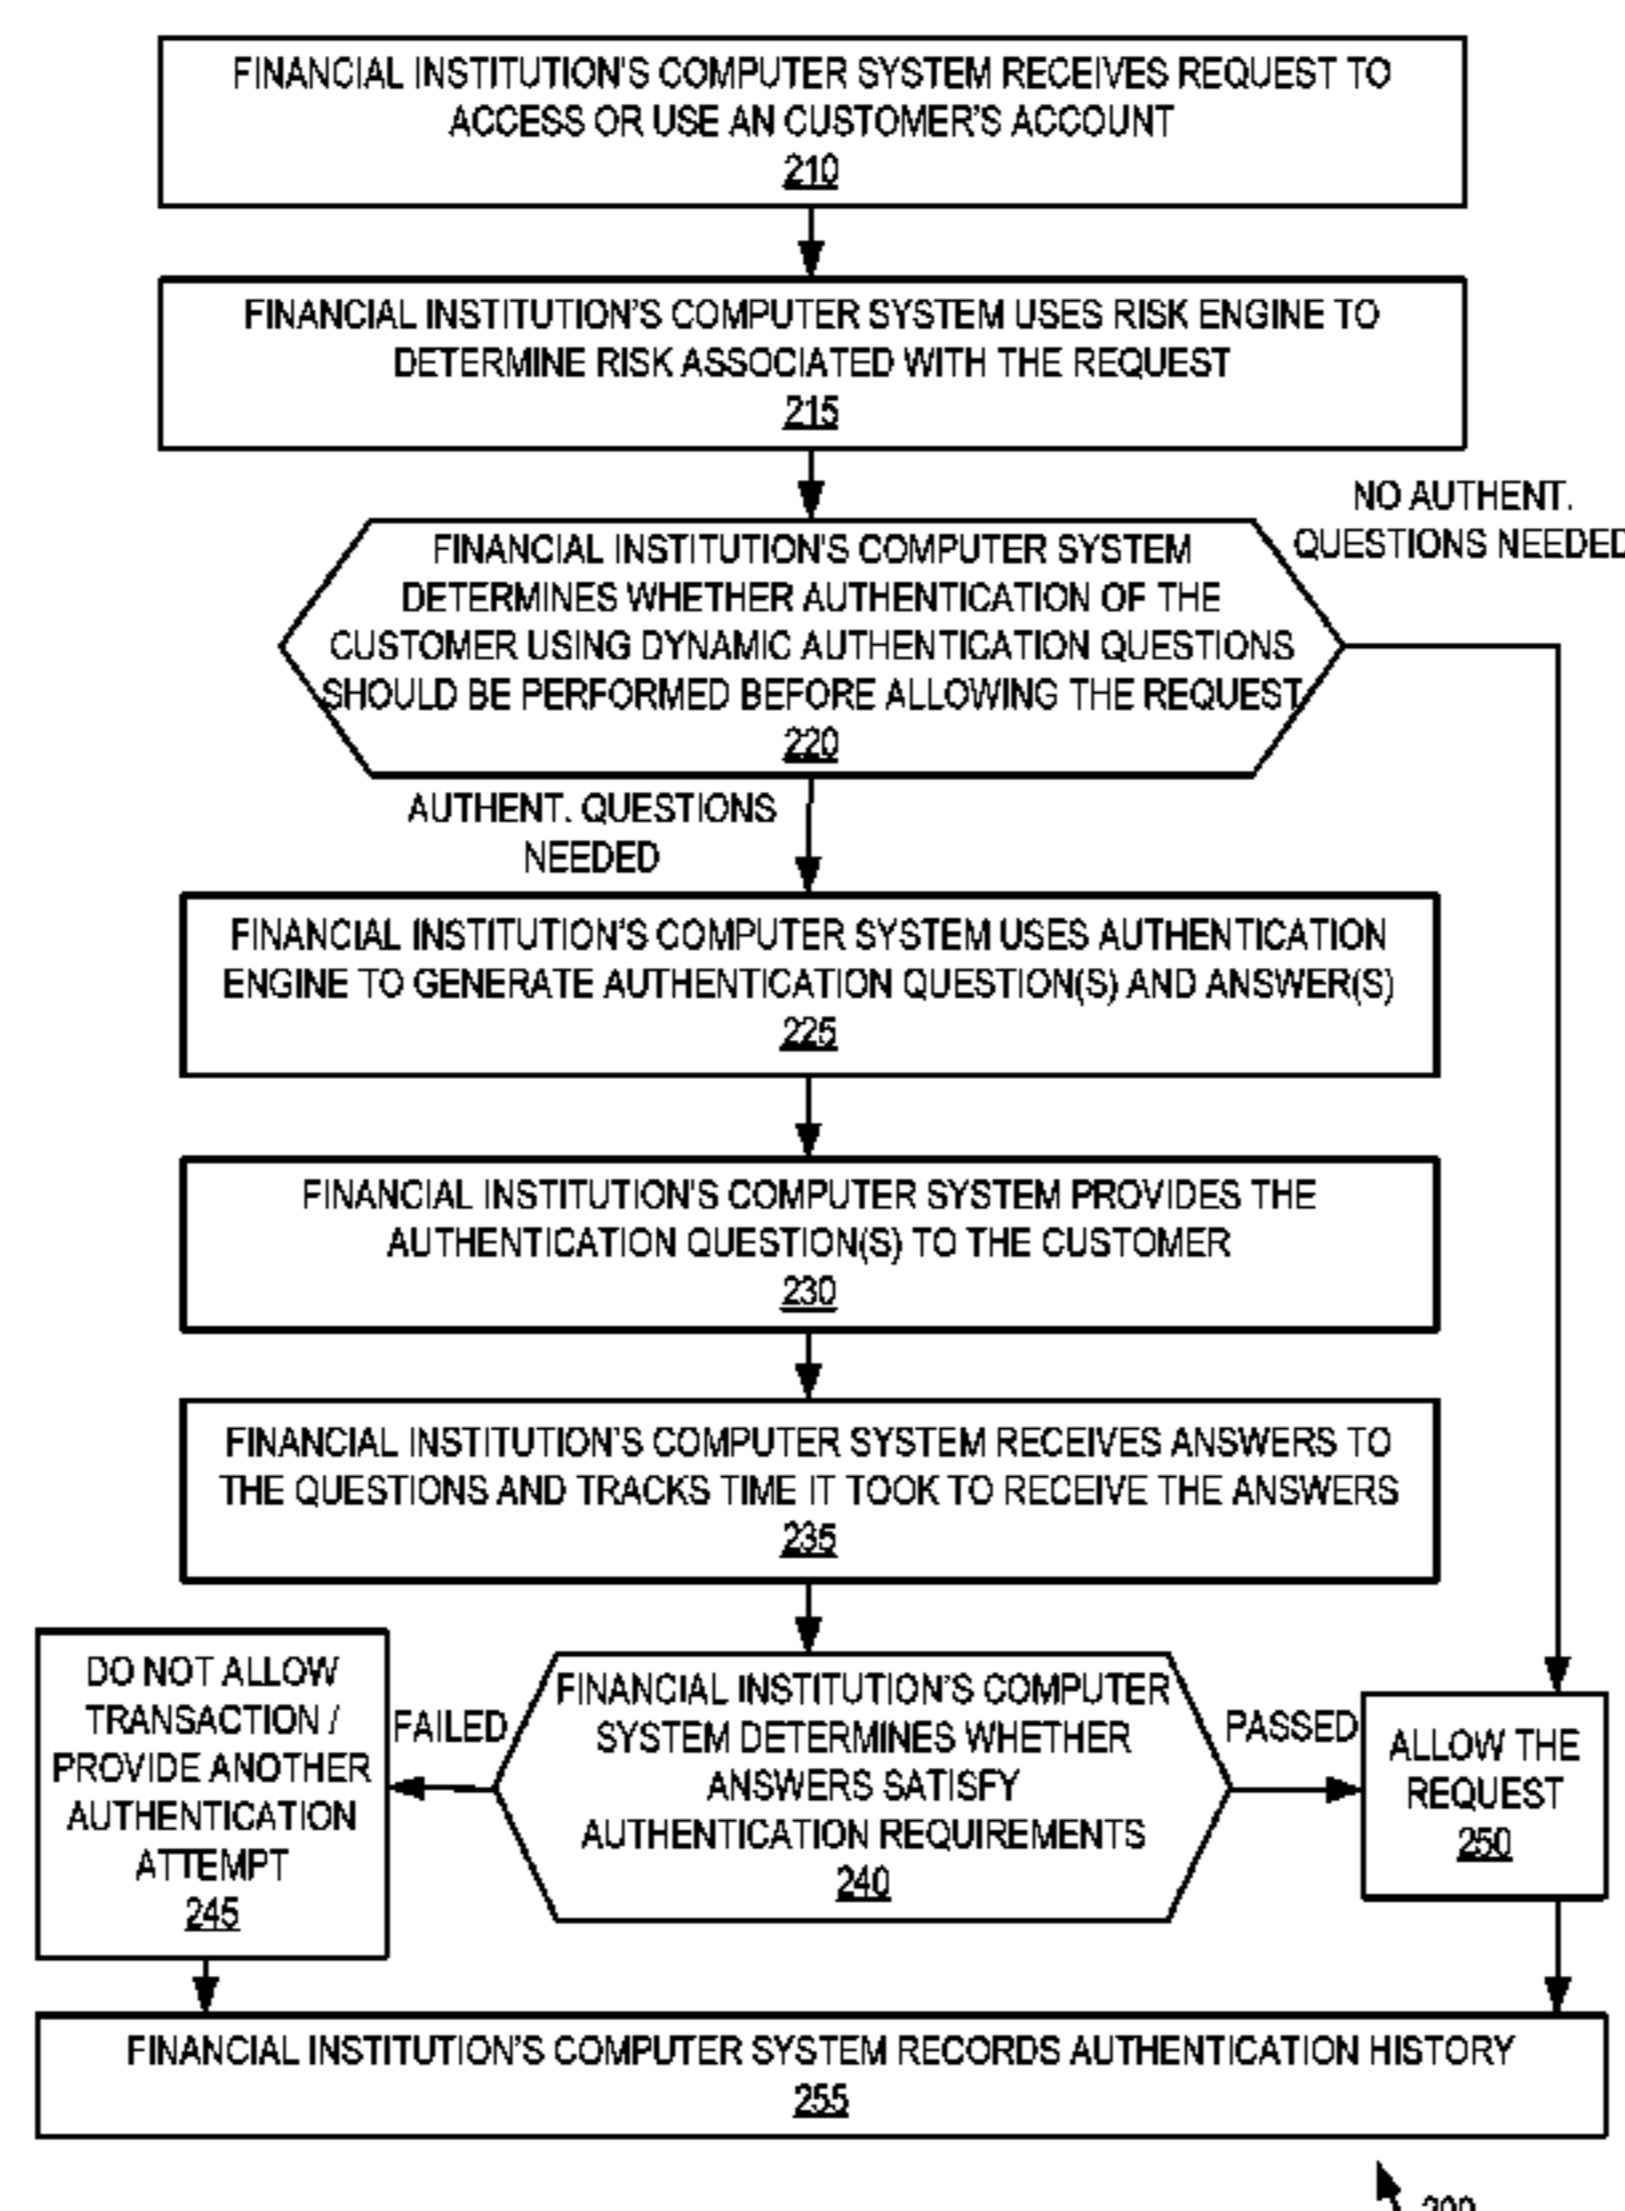 FINANCIAL INSTITUTION'S COMPUTER SYSTEM RECEIVES REQUEST TO
ACCESS OR USE AN CUSTOMER'S ACCOUNT
210
FINANCIAL INSTITUTION'S COMPUTER SYSTEM USES RISK ENGINE TO
DETERMINE RISK ASSOCIATED WITH THE REQUEST
215
NO AUTHENT.
QUESTIONS NEEDED
FINANCIAL INSTITUTION'S COMPUTER SYSTEM
DETERMINES WHETHER AUTHENTICATION OF THE
CUSTOMER USING DYNAMIC AUTHENTICATION QUESTIONS
SHOULD BE PERFORMED BEFORE ALLOWING THE REQUEST
220
AUTHENT. QUESTIONS
NEEDED
FINANCIAL INSTITUTION'S COMPUTER SYSTEM USES AUTHENTICATION
ENGINE TO GENERATE AUTHENTICATION QUESTION(S) AND ANSWER(S)
225
FINANCIAL INSTITUTION'S COMPUTER SYSTEM PROVIDES THE
AUTHENTICATION QUESTION(S) TO THE CUSTOMER
230
FINANCIAL INSTITUTION'S COMPUTER SYSTEM RECEIVES ANSWERS TO
THE QUESTIONS AND TRACKS TIME IT TOOK TO RECEIVE THE ANSWERS
235
DO NOT ALLOW
TRANSACTION /
PROVIDE ANOTHER
AUTHENTICATION
ATTEMPT
245
FAILED
FINANCIAL INSTITUTION'S COMPUTER
SYSTEM DETERMINES WHETHER
ANSWERS SATISFY
AUTHENTICATION REQUIREMENTS
240
PASSED
ALLOW THE
REQUEST
250
FINANCIAL INSTITUTION'S COMPUTER SYSTEM RECORDS AUTHENTICATION HISTORY
255